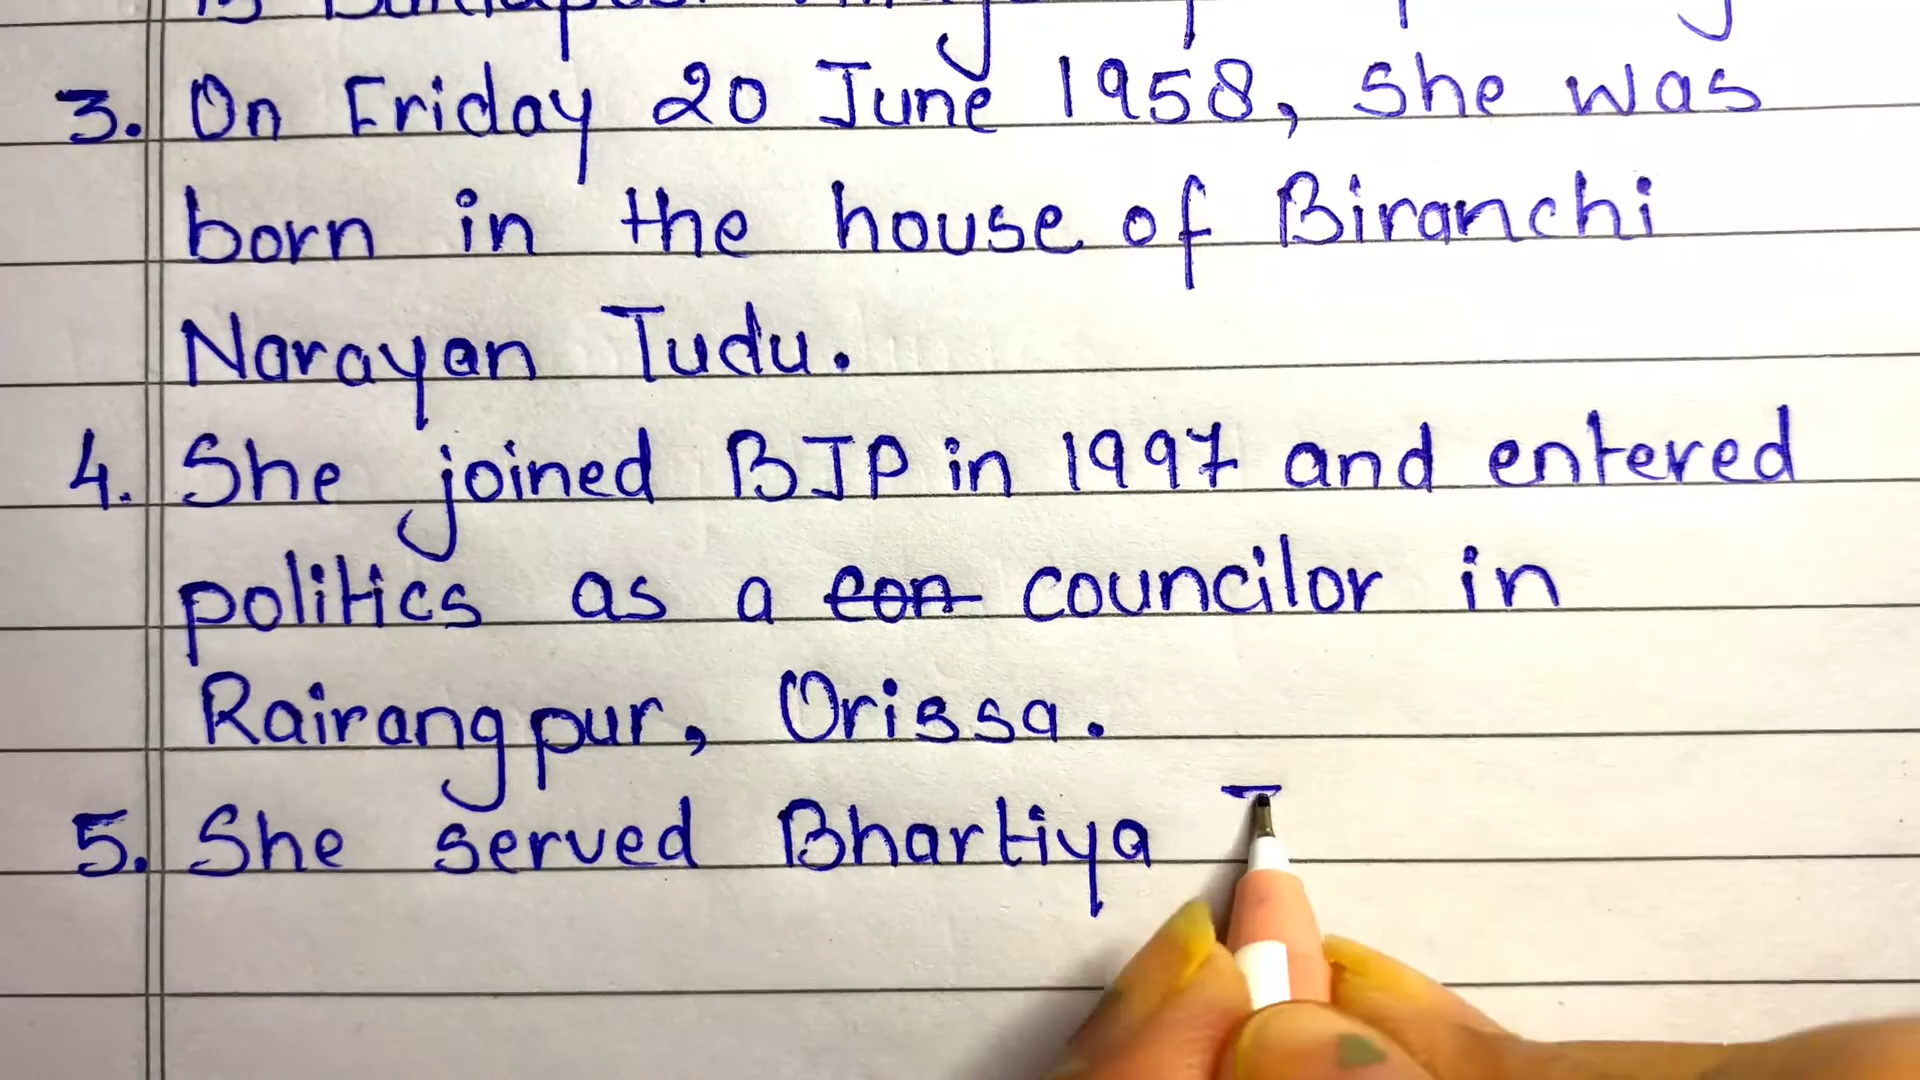 3. On Friday 20 June 1958, she was
born in the house of Biranchi
Narayan Tudu.
4. She joined BJP in 1997 and entered
politics as a con councilor in
Rairangpur, Orissa.
5. She served Bhartiya